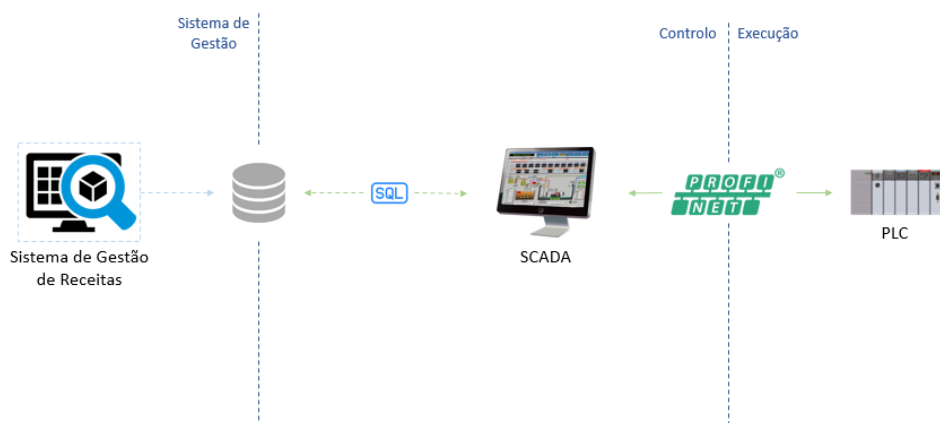 Sistema de
Gestão
Controlo
Execução
SQL
PROFI
NET
®
Sistema de Gestão
de Receitas
SCADA
PLC